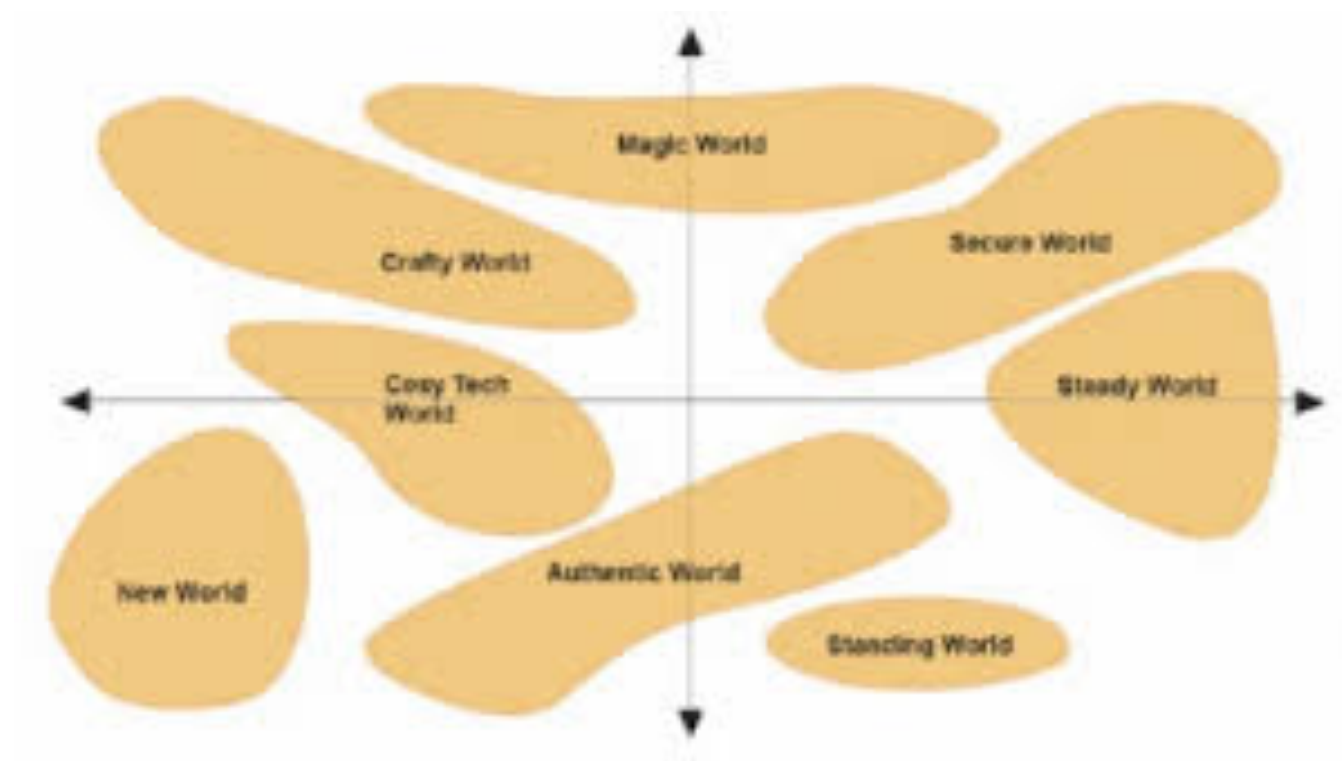 Magic World
Secure World
Crafty World
Cosy Tech
World
Steady World
Authentic World
New World
Standing World